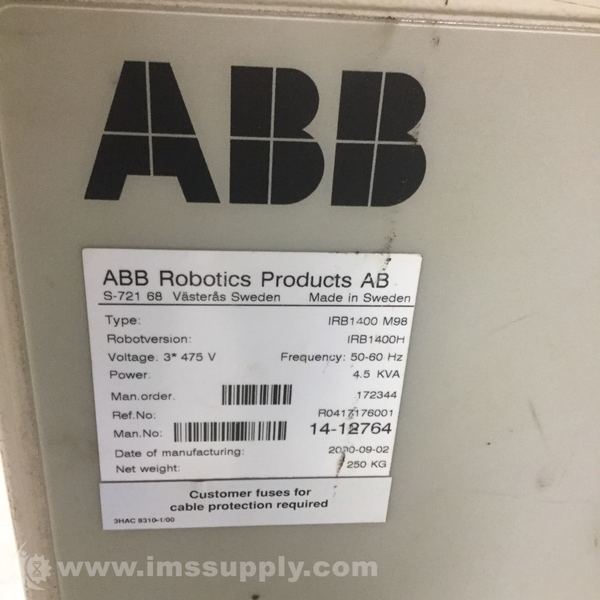 ABB
ABB Robotics Products AB
S-721 68 Västerås Sweden Made in Sweden
Type: IRB1400 M98
Robotversion: IRB1400H
Voltage: 3* 475 V Frequency: 50-60 Hz
Power: 4.5 KVA
Man.order: 172344
Ref.No: R0417176001
Man.No: 14-12764
Date of manufacturing: 2000-09-02
Net weight: 250 KG
Customer fuses for
cable protection required
3HAC 8310-1/00
www.imssupply.com